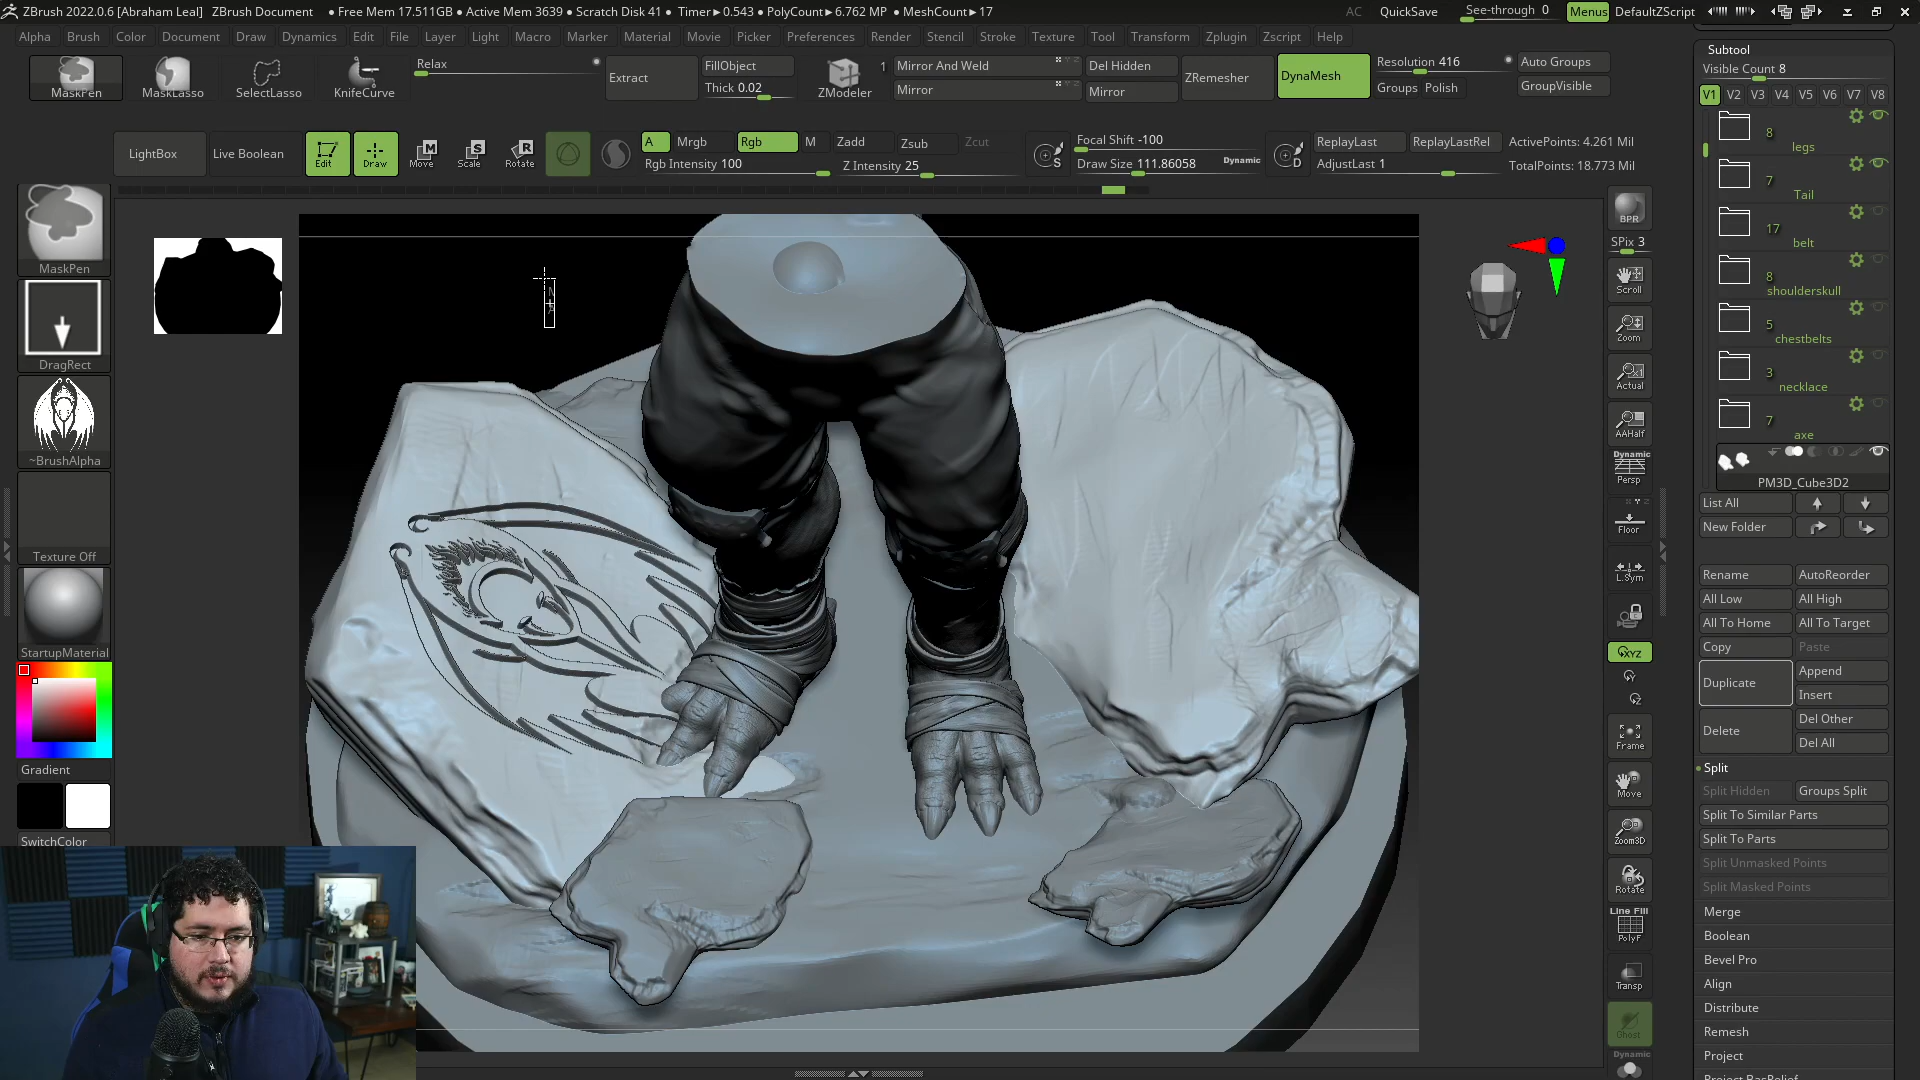 ZBrush 2022.0.6 [Abraham Leal] ZBrush Document • Free Mem 17.511GB • Active Mem 3639 • Scratch Disk 41 • Timer▸0.543 • PolyCount▸6.762 MP • MeshCount▸17
AC QuickSave See-through 0 Menus DefaultZScript
Alpha Brush Color Document Draw Dynamics Edit File Layer Light Macro Marker Material Movie Picker Preferences Render Stencil Stroke Texture Tool Transform Zplugin Zscript Help
MaskPen MaskLasso SelectLasso KnifeCurve
Relax
Extract
FillObject
Thick 0.02
ZModeler
1
Mirror And Weld
Mirror
Del Hidden
Mirror
ZRemesher
DynaMesh
Resolution 416
Groups Polish
Auto Groups
GroupVisible
LightBox
Live Boolean
Edit
Draw
Move
Scale
Rotate
A Mrgb Rgb M Zadd Zsub Zcut
Rgb Intensity 100 Z Intensity 25
Focal Shift -100
Draw Size 111.86058 Dynamic
S
D
ReplayLast ReplayLastRel
AdjustLast 1
ActivePoints: 4.261 Mil
TotalPoints: 18.773 Mil
MaskPen
DragRect
~BrushAlpha
Texture Off
StartupMaterial
Gradient
SwitchColor
BPR
SPix 3
Scroll
Zoom
Actual
AAHalf
Dynamic
Persp
Floor
L.Sym
XYZ
Frame
Move
Zoom3D
Rotate
Line Fill
PolyF
Transp
Ghost
Dynamic
Subtool
Visible Count 8
V1 V2 V3 V4 V5 V6 V7 V8
8
legs
7
Tail
17
belt
8
shoulderskull
5
chestbelts
3
necklace
7
axe
PM3D_Cube3D2
List All
New Folder
Rename AutoReorder
All Low All High
All To Home All To Target
Copy Paste
Duplicate Append
Insert
Delete Del Other
Del All
Split
Split Hidden Groups Split
Split To Similar Parts
Split To Parts
Split Unmasked Points
Split Masked Points
Merge
Boolean
Bevel Pro
Align
Distribute
Remesh
Project
Project BasRelief